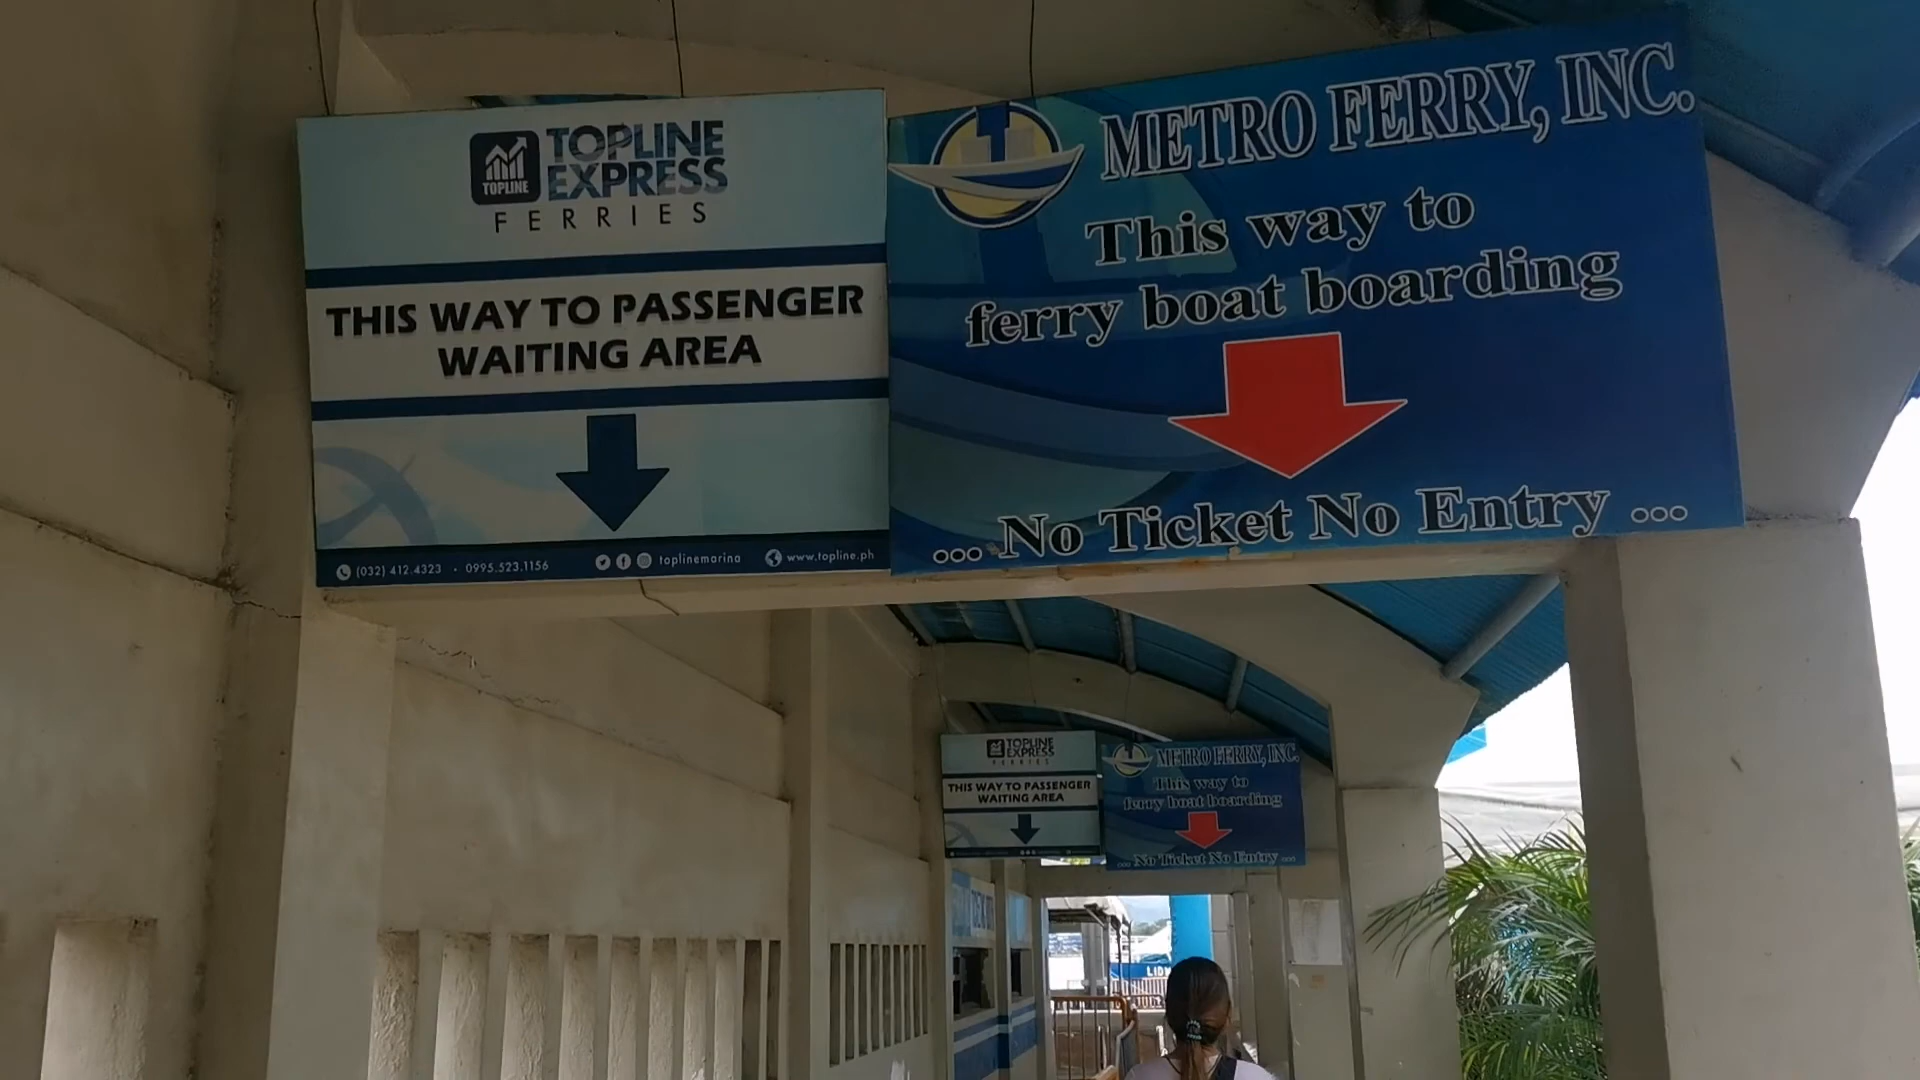 TOPLINE
TOPLINE
EXPRESS
FERRIES
THIS WAY TO PASSENGER
WAITING AREA
(032) 412.4323 • 0995.523.1156
toplinemarina
www.topline.ph
METRO FERRY, INC.
This way to
ferry boat boarding
... No Ticket No Entry ...
TOPLINE
EXPRESS
FERRIES
THIS WAY TO PASSENGER
WAITING AREA
METRO FERRY, INC.
This way to
ferry boat boarding
... No Ticket No Entry ...